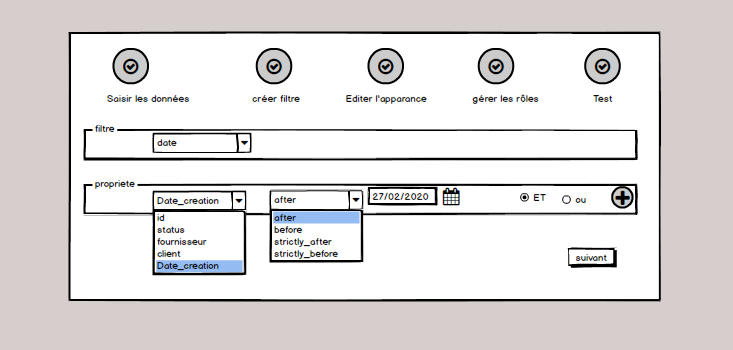 Saisir les données
créer filtre
Editer l'apparance
gérer les rôles
Test
filtre
date
propriete
Date_creation
after
27/02/2020
ET
ou
id
status
fournisseur
client
Date_creation
after
before
strictly_after
strictly_before
suivant